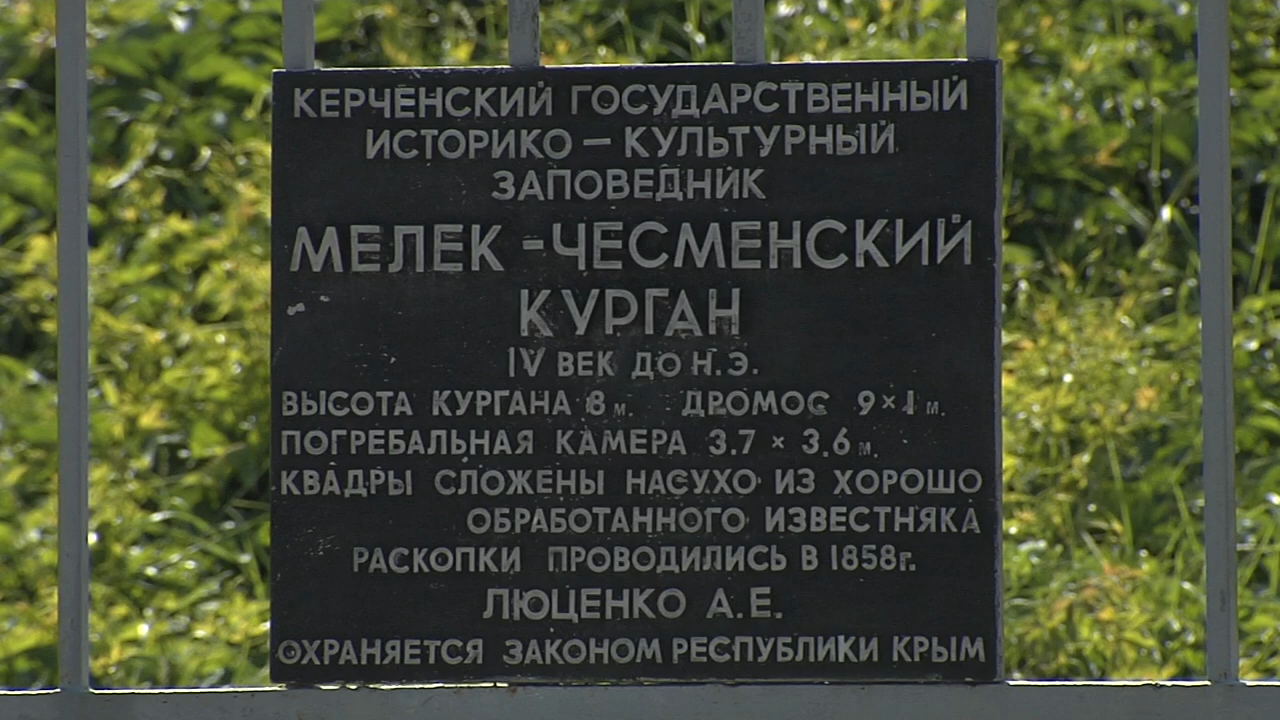 КЕРЧЕНСКИЙ ГОСУДАРСТВЕННЫЙ
ИСТОРИКО – КУЛЬТУРНЫЙ
ЗАПОВЕДНИК
МЕЛЕК -ЧЕСМЕНСКИЙ
КУРГАН
IV ВЕК ДО Н.Э.
ВЫСОТА КУРГАНА 8 м. ДРОМОС 9×1 м.
ПОГРЕБАЛЬНАЯ КАМЕРА 3.7 × 3.6 м.
КВАДРЫ СЛОЖЕНЫ НАСУХО ИЗ ХОРОШО
ОБРАБОТАННОГО ИЗВЕСТНЯКА
РАСКОПКИ ПРОВОДИЛИСЬ В 1858г.
ЛЮЦЕНКО А.Е.
ОХРАНЯЕТСЯ ЗАКОНОМ РЕСПУБЛИКИ КРЫМ